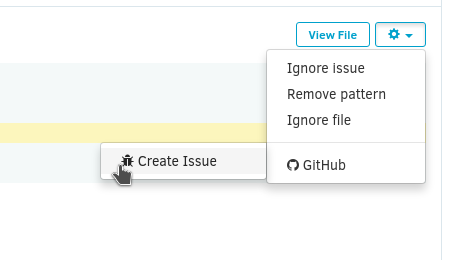 View File
Ignore issue
Remove pattern
Ignore file
Create Issue
GitHub